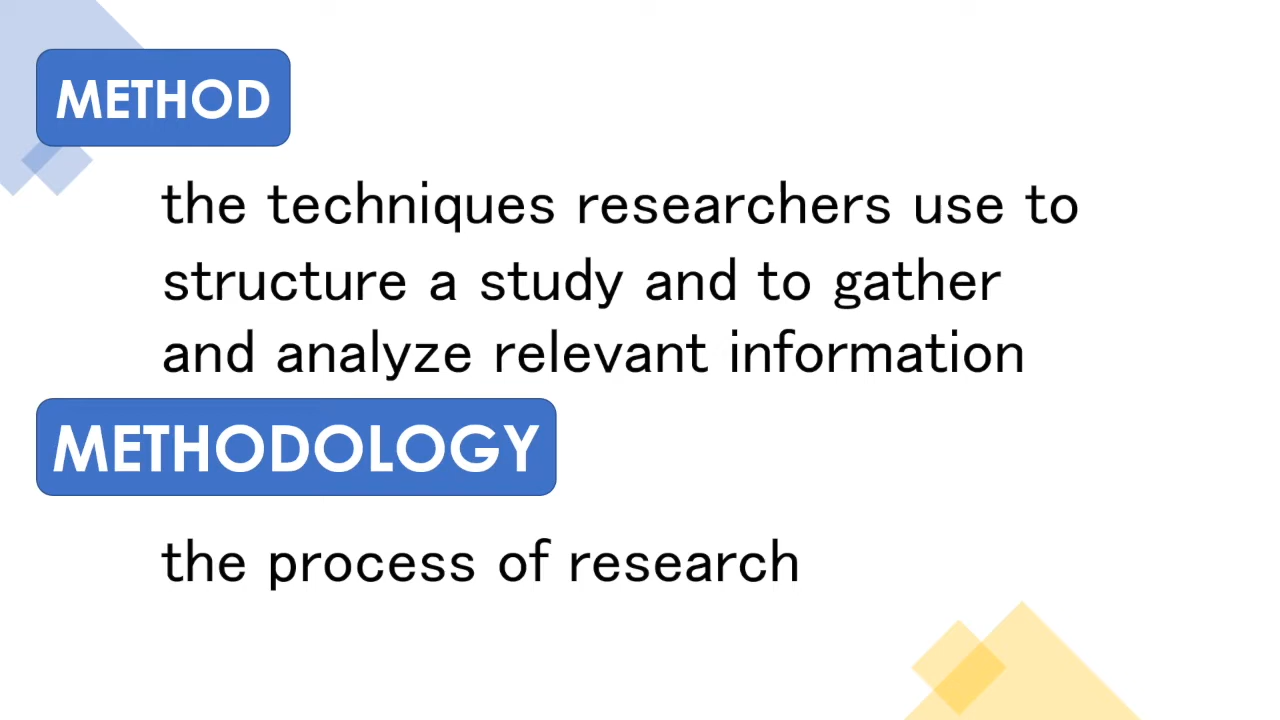 METHOD
the techniques researchers use to
structure a study and to gather
and analyze relevant information
METHODOLOGY
the process of research